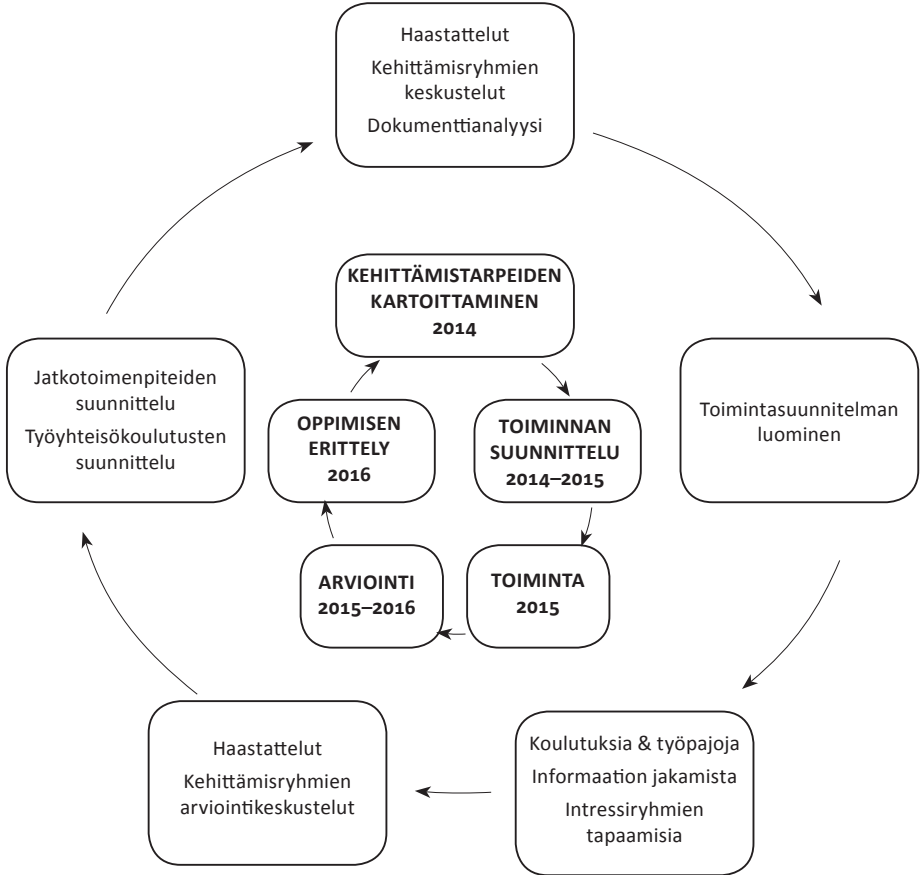 Haastattelut
Kehittämisryhmien
keskustelut
Dokumenttianalyysi
KEHITTÄMISTARPEIDEN
KARTOITTAMINEN
2014
Jatkotoimenpiteiden
suunnittelu
Työyhteisökoulutusten
suunnittelu
OPPIMISEN
ERITTELY
2016
TOIMINNAN
SUUNNITTELU
2014–2015
Toimintasuunnitelman
luominen
ARVIOINTI
2015–2016
TOIMINTA
2015
Haastattelut
Kehittämisryhmien
arviointikeskustelut
Koulutuksia & työpajoja
Informaation jakamista
Intressiryhmien
tapaamisia